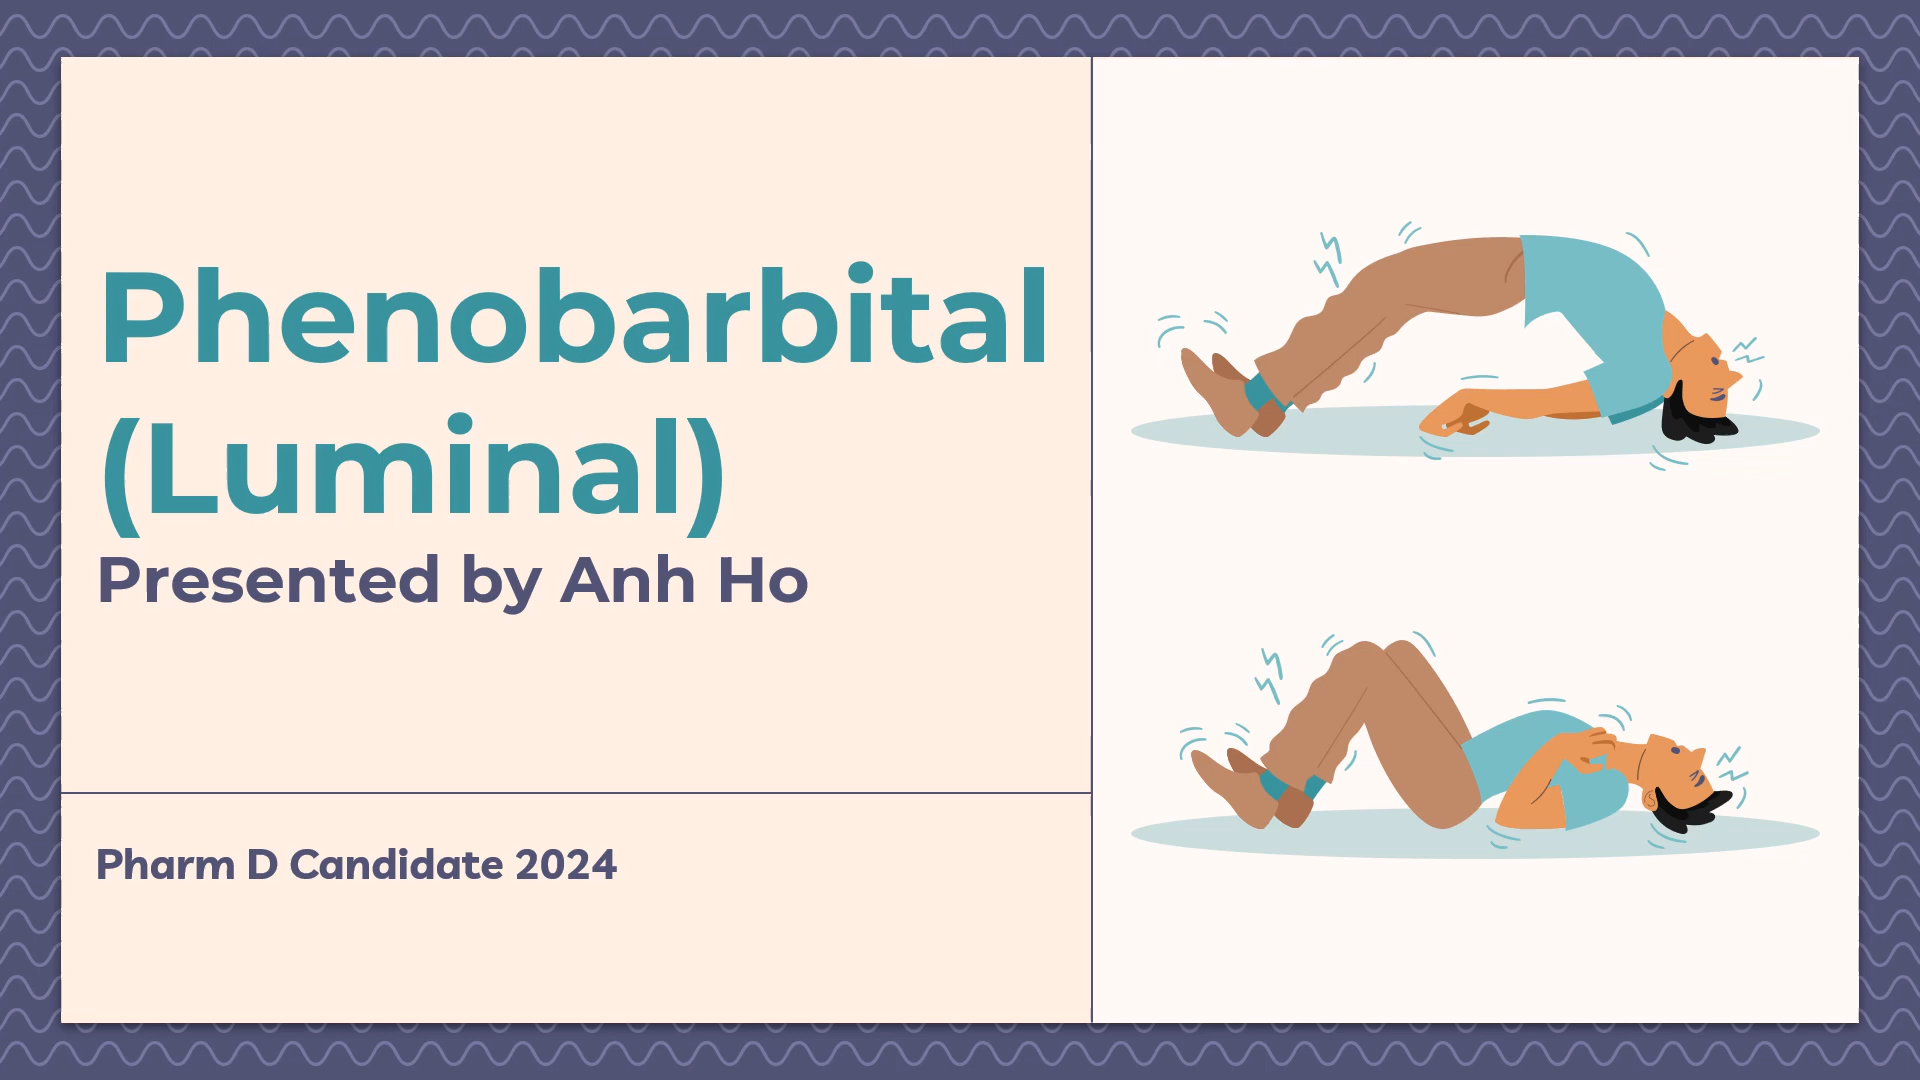 Phenobarbital
(Luminal)
Presented by Anh Ho
Pharm D Candidate 2024